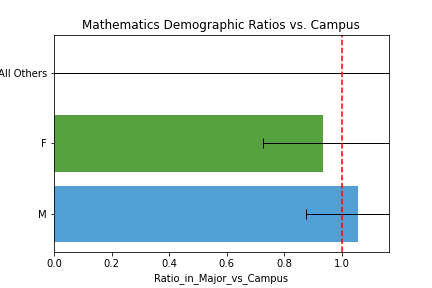 Mathematics Demographic Ratios vs. Campus
All Others
F
M
0.0 0.2 0.4 0.6 0.8 1.0
Ratio_in_Major_vs_Campus